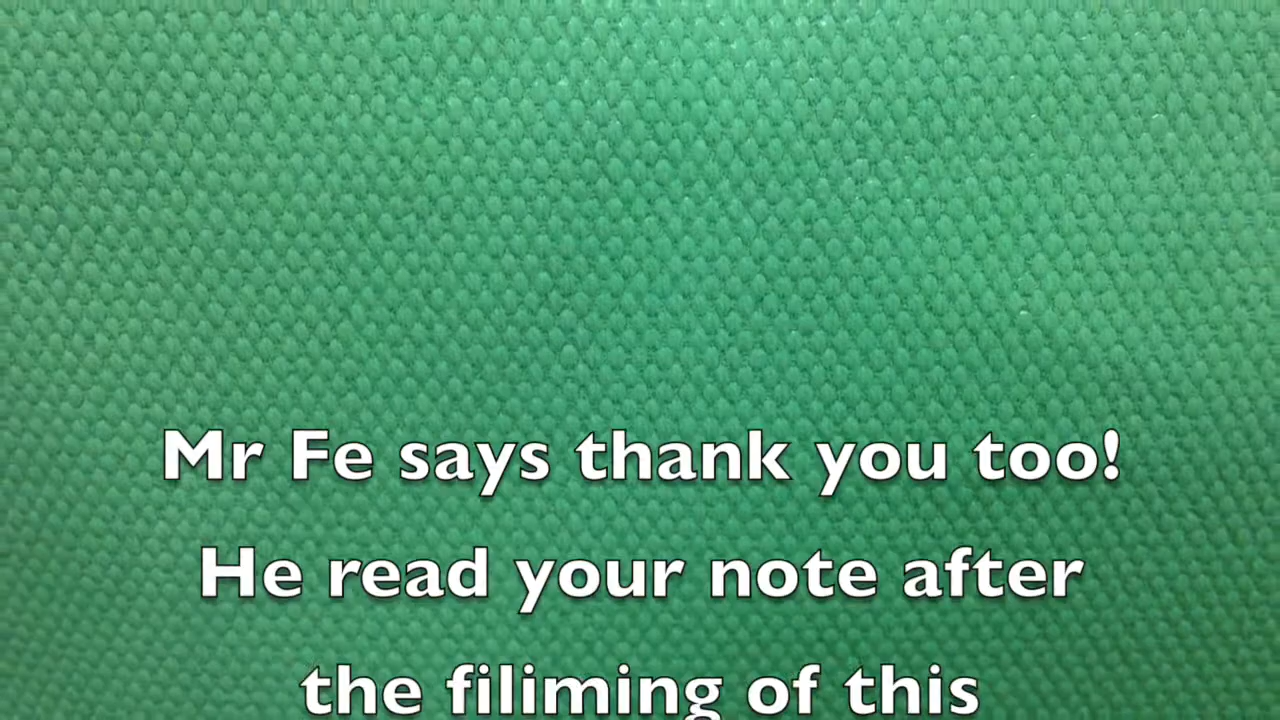 Mr Fe says thank you too!
He read your note after
the filiming of this